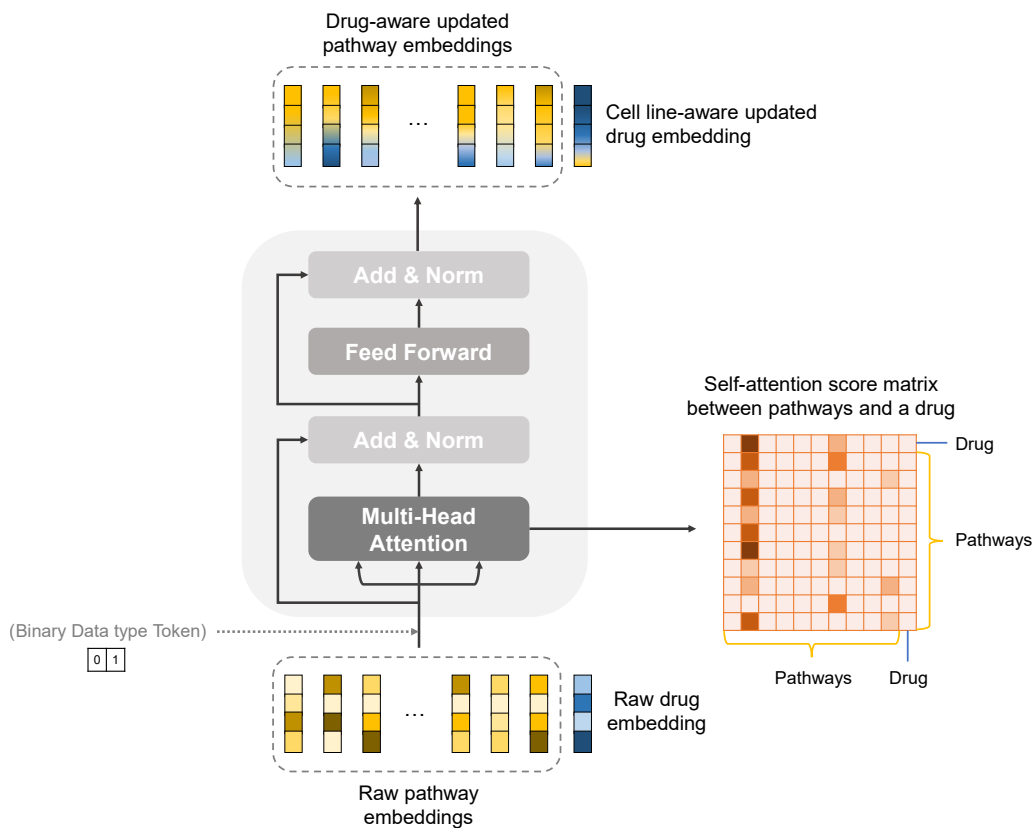 Drug-aware updated
pathway embeddings
...
Cell line-aware updated
drug embedding
Add & Norm
Feed Forward
Add & Norm
Multi-Head
Attention
Self-attention score matrix
between pathways and a drug
Drug
Pathways
Pathways
Drug
(Binary Data type Token)
0 1
...
Raw drug
embedding
Raw pathway
embeddings